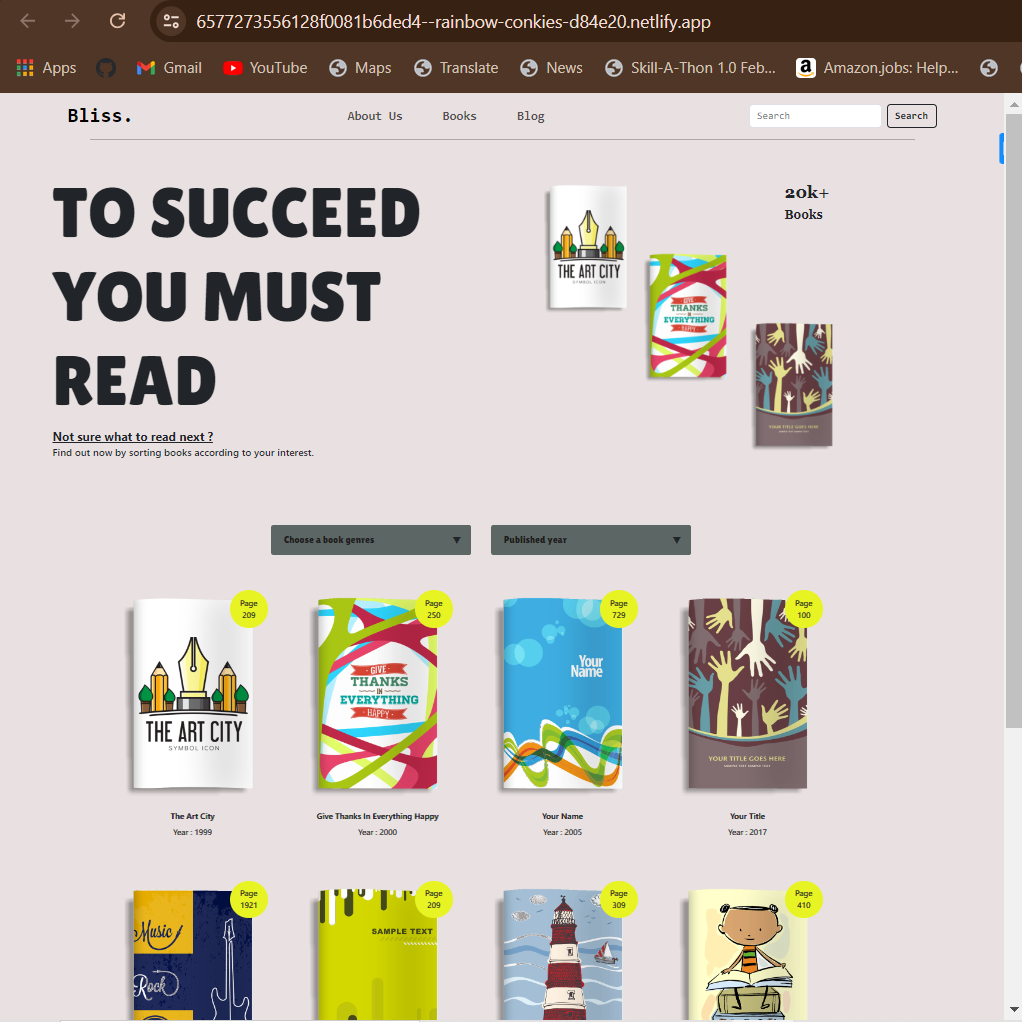 6577273556128f0081b6ded4--rainbow-conkies-d84e20.netlify.app
Apps Gmail YouTube Maps Translate News Skill-A-Thon 1.0 Feb... Amazon.jobs: Help...
Bliss. About Us Books Blog Search Search
TO SUCCEED
YOU MUST
READ
Not sure what to read next ?
Find out now by sorting books according to your interest.
THE ART CITY
SYMBOL ICON
GIVE
THANKS
IN
EVERYTHING
HAPPY
YOUR TITLE GOES HERE
20k+
Books
Choose a book genres ▼ Published year ▼
Page
209
THE ART CITY
SYMBOL ICON
The Art City
Year : 1999
Page
250
GIVE
THANKS
IN
EVERYTHING
HAPPY
Give Thanks In Everything Happy
Year : 2000
Page
729
Your
Name
Your Name
Year : 2005
Page
100
YOUR TITLE GOES HERE
SAMPLE TEXT SAMPLE TEXT
Your Title
Year : 2017
Page
1921
Music
Rock
Page
209
SAMPLE TEXT
Page
309
Page
410